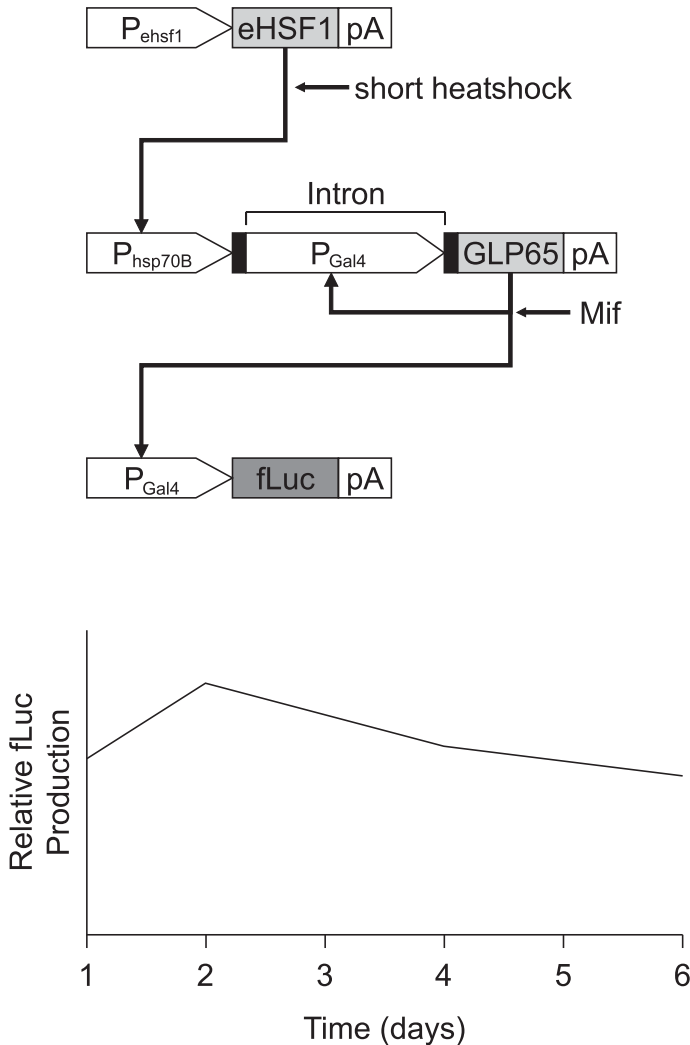 Pehsf1 eHSF1 pA
short heatshock
Intron
Phsp70B PGal4 GLP65 pA
Mif
PGal4 fLuc pA
Relative fLuc
Production
1 2 3 4 5 6
Time (days)